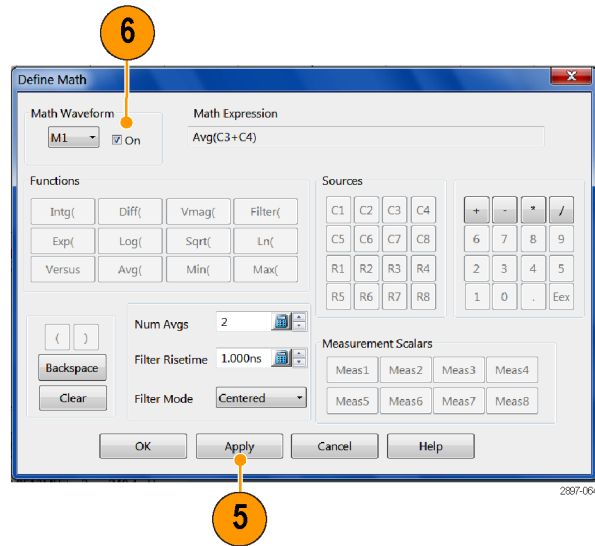 6
Define Math
X
Math Waveform
Math Expression
M1
On
Avg(C3+C4)
Functions
Sources
Intg( Diff( Vmag( Filter(
C1 C2 C3 C4
+ - * /
Exp( Log( Sqrt( Ln(
C5 C6 C7 C8
6 7 8 9
Versus Avg( Min( Max(
R1 R2 R3 R4
2 3 4 5
R5 R6 R7 R8
1 0 . Eex
( )
Backspace
Clear
Num Avgs 2
Filter Risetime 1.000ns
Filter Mode Centered
Measurement Scalars
Meas1 Meas2 Meas3 Meas4
Meas5 Meas6 Meas7 Meas8
OK Apply Cancel Help
2897-064
5